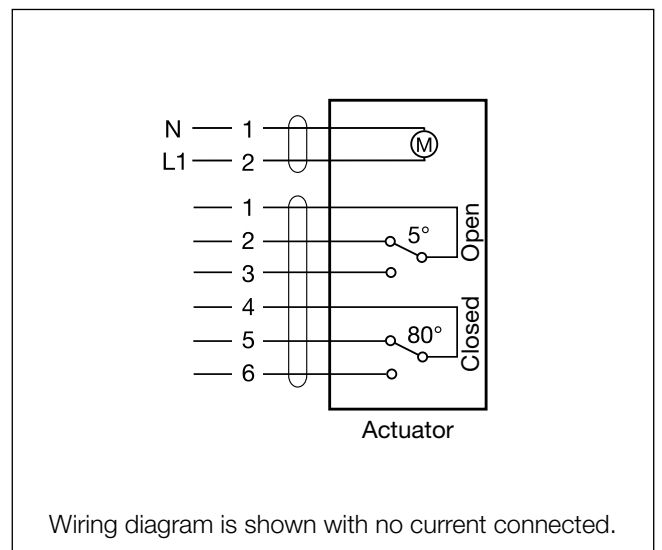 N 1
L1 2
M
1
2 5°
3
Open
4
5 80°
6
Closed
Actuator
Wiring diagram is shown with no current connected.